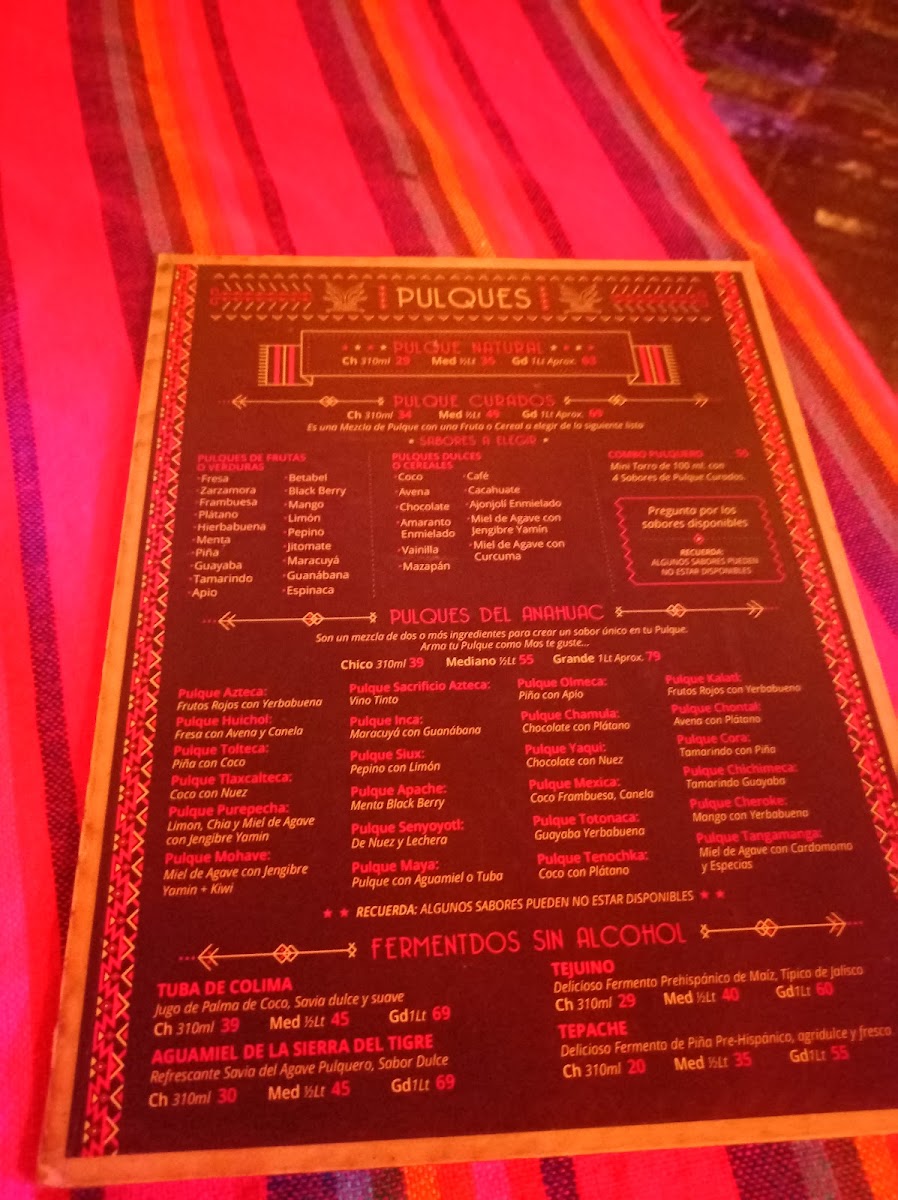 PULQUES
PULQUE NATURAL
Ch 310ml 29 Med ½Lt 36 Gd 1Lt Aprox. 63
PULQUE CURADOS
Ch 310ml 34 Med ½Lt 49 Gd 1Lt Aprox. 69
Es una Mezcla de Pulque con una Fruta o Cereal a elegir de la siguiente lista
• SABORES A ELEGIR •
PULQUES DE FRUTAS
O VERDURAS
·Fresa
·Zarzamora
·Frambuesa
·Plátano
·Hierbabuena
·Menta
·Piña
·Guayaba
·Tamarindo
·Apio
·Betabel
·Black Berry
·Mango
·Limón
·Pepino
·Jitomate
·Maracuyá
·Guanábana
·Espinaca
PULQUES DULCES
O CEREALES
·Coco
·Avena
·Chocolate
·Amaranto
Enmielado
·Vainilla
·Mazapán
·Café
·Cacahuate
·Ajonjolí Enmielado
·Miel de Agave con
Jengibre Yamin
·Miel de Agave con
Curcuma
COMBO PULQUERO
Mini Tarro de 100 ml. con
4 Sabores de Pulque Curados.
Pregunta por los
sabores disponibles
RECUERDA:
ALGUNOS SABORES PUEDEN
NO ESTAR DISPONIBLES
PULQUES DEL ANAHUAC
Son un mezcla de dos o más ingredientes para crear un sabor único en tu Pulque.
Arma tu Pulque como Mas te guste...
Chico 310ml 39 Mediano ½Lt 55 Grande 1Lt Aprox. 79
Pulque Azteca:
Frutos Rojos con Yerbabuena
Pulque Huichol:
Fresa con Avena y Canela
Pulque Tolteca:
Piña con Coco
Pulque Tlaxcalteca:
Coco con Nuez
Pulque Purepecha:
Limon, Chia y Miel de Agave
con Jengibre Yamin
Pulque Mohave:
Miel de Agave con Jengibre
Yamin + Kiwi
Pulque Sacrificio Azteca:
Vino Tinto
Pulque Inca:
Maracuyá con Guanábana
Pulque Siux:
Pepino con Limón
Pulque Apache:
Menta Black Berry
Pulque Senyoyotl:
De Nuez y Lechera
Pulque Maya:
Pulque con Aguamiel o Tuba
Pulque Olmeca:
Piña con Apio
Pulque Chamula:
Chocolate con Plátano
Pulque Yaqui:
Chocolate con Nuez
Pulque Mexica:
Coco Frambuesa, Canela
Pulque Totonaca:
Guayaba Yerbabuena
Pulque Tenochka:
Coco con Plátano
Pulque Kalatl:
Frutos Rojos con Yerbabuena
Pulque Chontal:
Avena con Plátano
Pulque Cora:
Tamarindo con Piña
Pulque Chichimeca:
Tamarindo Guayaba
Pulque Cheroke:
Mango con Yerbabuena
Pulque Tangamanga:
Miel de Agave con Cardomomo
y Especias
RECUERDA: ALGUNOS SABORES PUEDEN NO ESTAR DISPONIBLES
FERMENTDOS SIN ALCOHOL
TUBA DE COLIMA
Jugo de Palma de Coco, Savia dulce y suave
Ch 310ml 39 Med ½Lt 45 Gd1Lt 69
AGUAMIEL DE LA SIERRA DEL TIGRE
Refrescante Savia del Agave Pulquero, Sabor Dulce
Ch 310ml 30 Med ½Lt 45 Gd1Lt 69
TEJUINO
Delicioso Fermento Prehispánico de Maíz, Tipico de Jalisco
Ch 310ml 29 Med ½Lt 40 Gd1Lt 60
TEPACHE
Delicioso Fermento de Piña Pre-Hispánico, agridulce y fresco
Ch 310ml 20 Med ½Lt 35 Gd1Lt 55